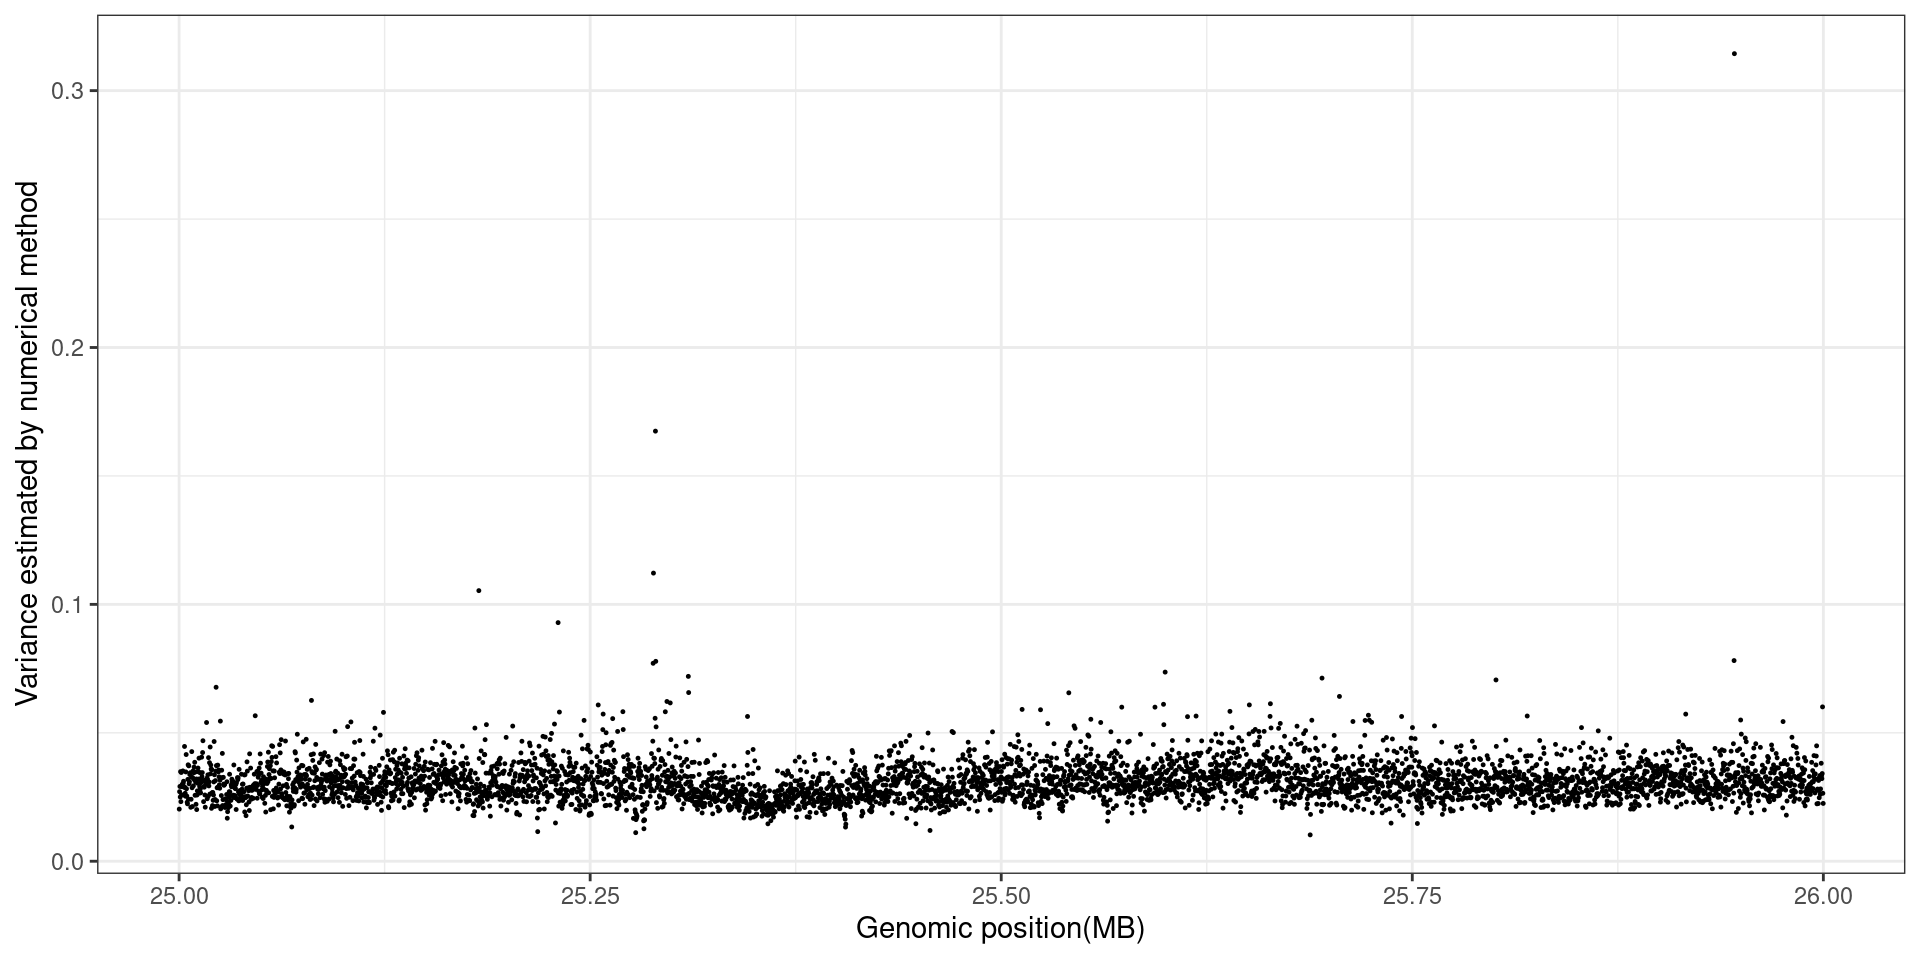 Variance estimated by numerical method
0.3
0.2
0.1
0.0
25.00 25.25 25.50 25.75 26.00
Genomic position(MB)